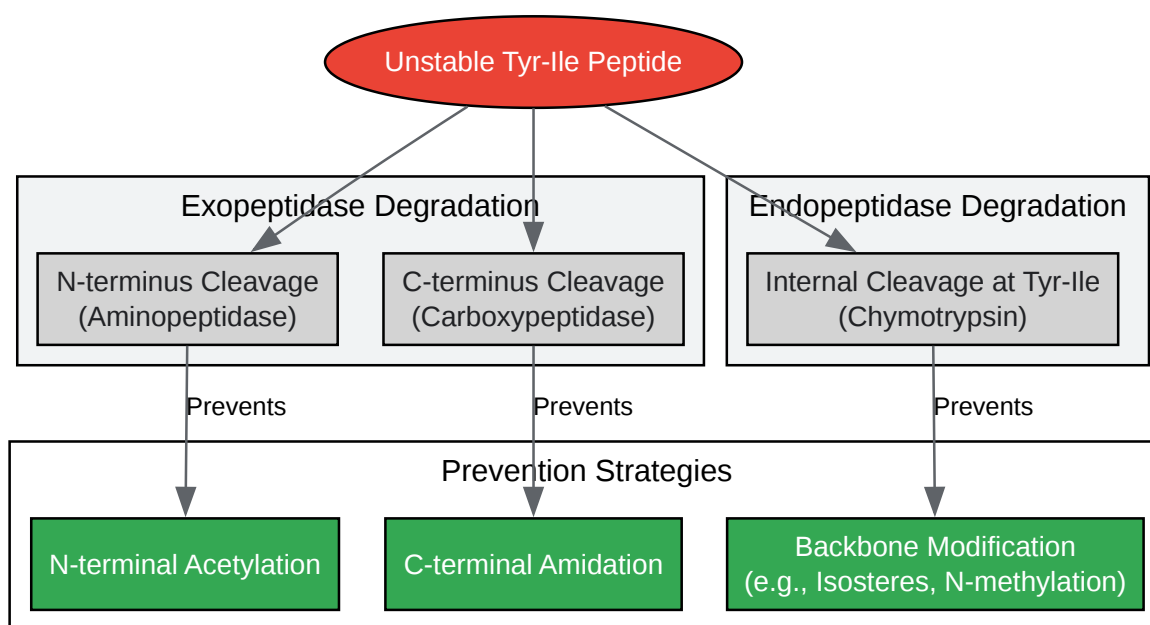 Unstable Tyr-Ile Peptide
Exopeptidase Degradation
Endopeptidase Degradation
N-terminus Cleavage
(Aminopeptidase)
C-terminus Cleavage
(Carboxypeptidase)
Internal Cleavage at Tyr-Ile
(Chymotrypsin)
Prevents
Prevents
Prevents
Prevention Strategies
N-terminal Acetylation
C-terminal Amidation
Backbone Modification
(e.g., Isosteres, N-methylation)